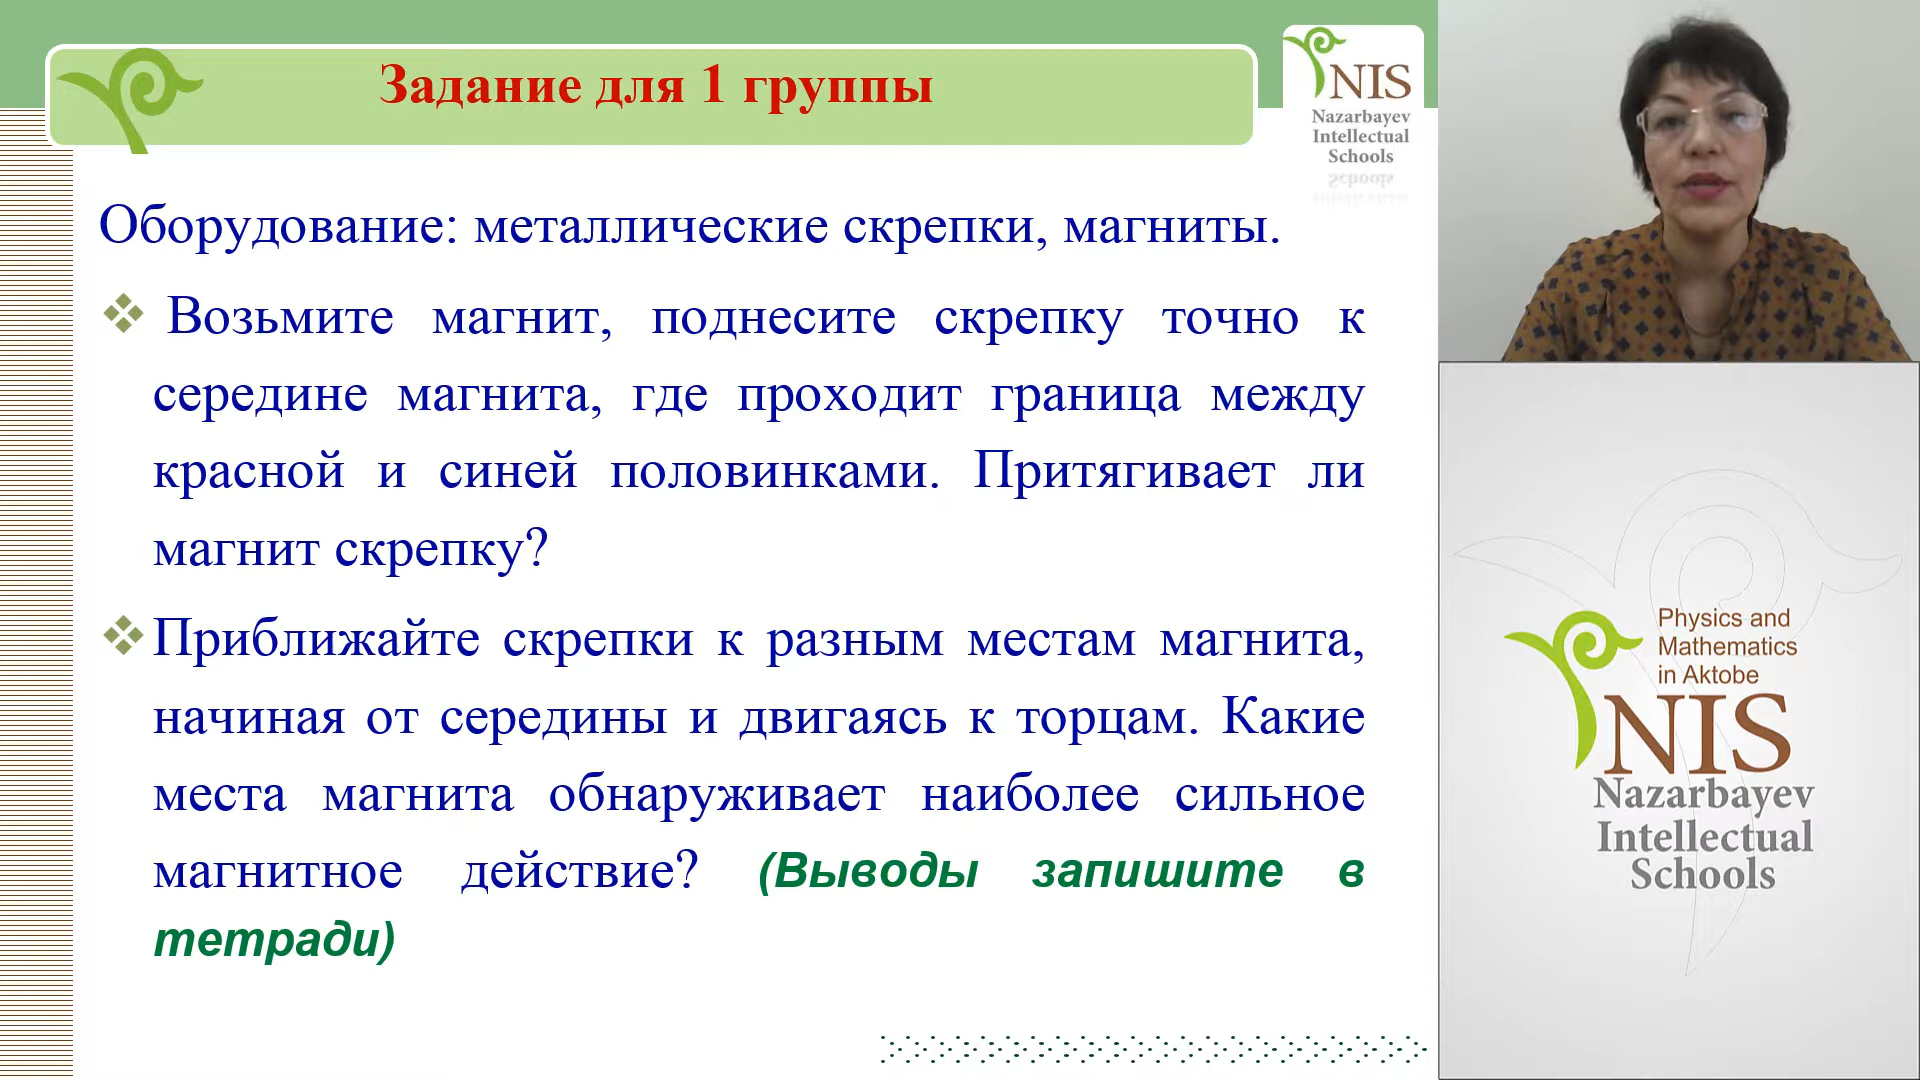 Задание для 1 группы
NIS
Nazarbayev
Intellectual
Schools
Оборудование: металлические скрепки, магниты.
Возьмите магнит, поднесите скрепку точно к
середине магнита, где проходит граница между
красной и синей половинками. Притягивает ли
магнит скрепку?
Приближайте скрепки к разным местам магнита,
начиная от середины и двигаясь к торцам. Какие
места магнита обнаруживает наиболее сильное
магнитное действие? (Выводы запишите в
тетради)
Physics and
Mathematics
in Aktobe
NIS
Nazarbayev
Intellectual
Schools